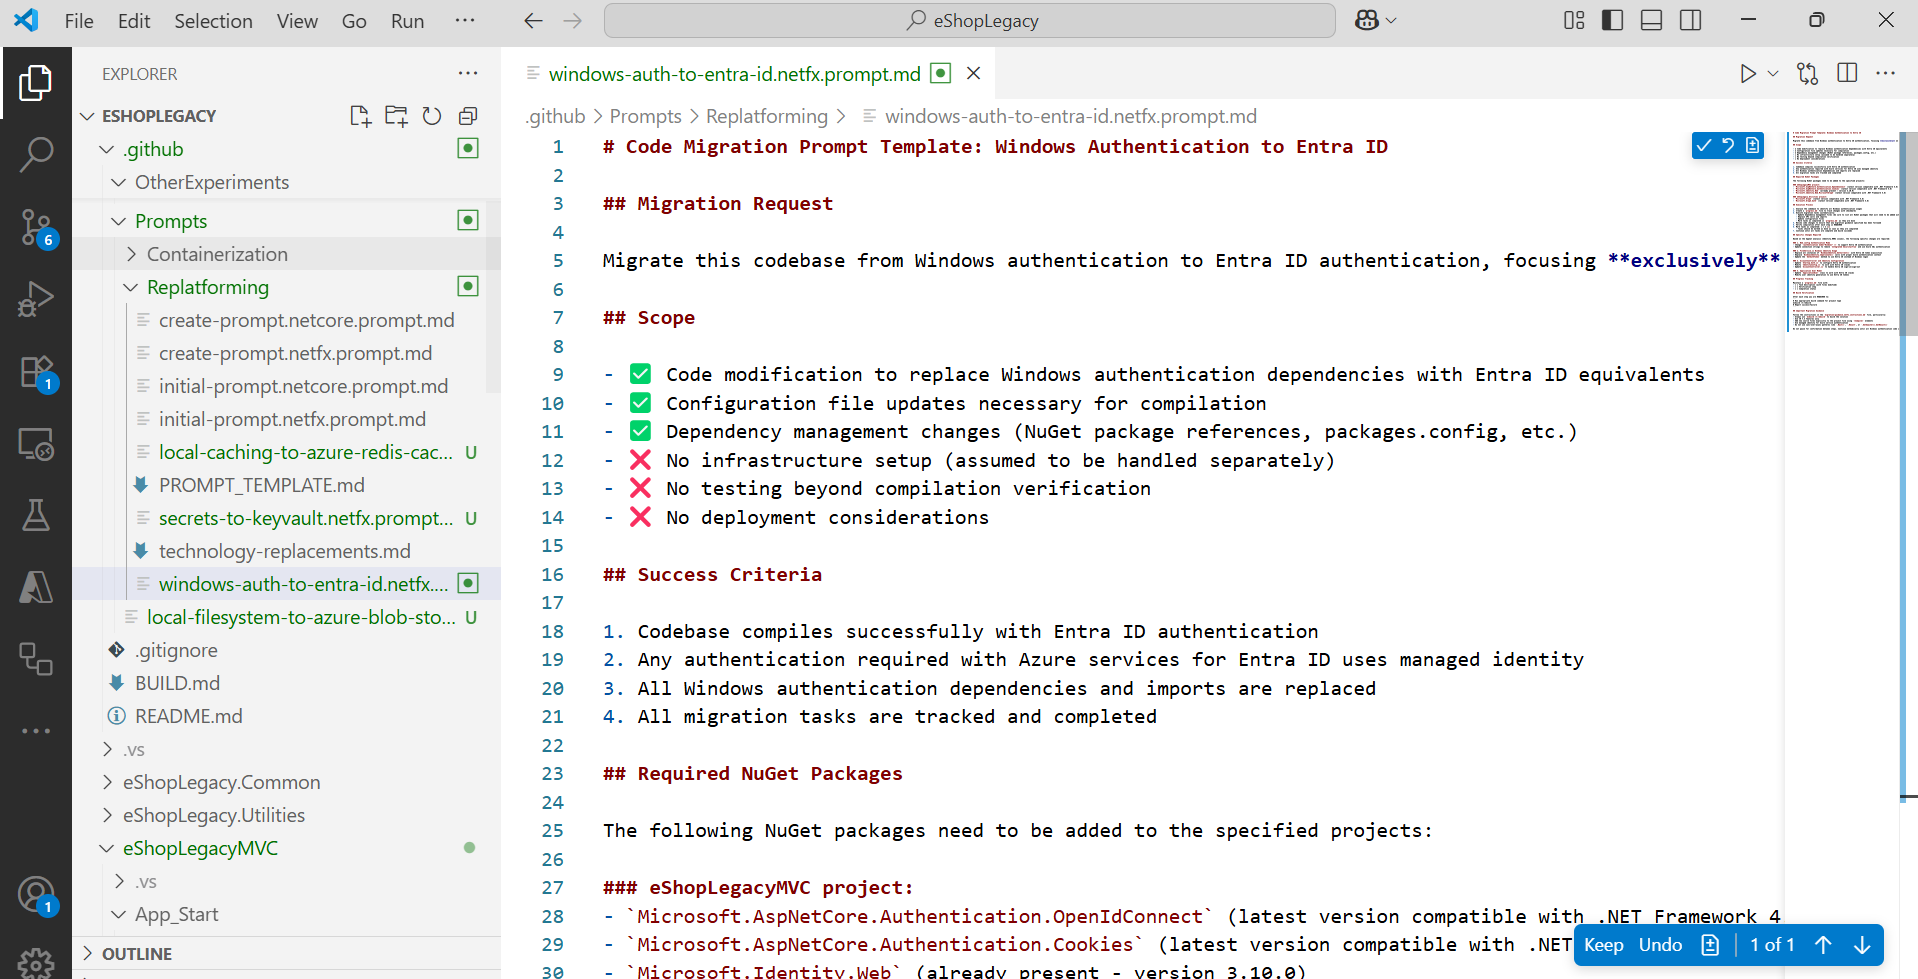 File Edit Selection View Go Run ··· eShopLegacy
EXPLORER ···
ESHOPLEGACY
.github
OtherExperiments
Prompts
Containerization
Replatforming
create-prompt.netcore.prompt.md
create-prompt.netfx.prompt.md
initial-prompt.netcore.prompt.md
initial-prompt.netfx.prompt.md
local-caching-to-azure-redis-cac... U
PROMPT_TEMPLATE.md
secrets-to-keyvault.netfx.prompt... U
technology-replacements.md
windows-auth-to-entra-id.netfx....
local-filesystem-to-azure-blob-sto... U
.gitignore
BUILD.md
README.md
.vs
eShopLegacy.Common
eShopLegacy.Utilities
eShopLegacyMVC
.vs
App_Start
OUTLINE
6
1
1
windows-auth-to-entra-id.netfx.prompt.md
.github > Prompts > Replatforming > windows-auth-to-entra-id.netfx.prompt.md
1 # Code Migration Prompt Template: Windows Authentication to Entra ID
2
3 ## Migration Request
4
5 Migrate this codebase from Windows authentication to Entra ID authentication, focusing **exclusively**
6
7 ## Scope
8
9 - ✅ Code modification to replace Windows authentication dependencies with Entra ID equivalents
10 - ✅ Configuration file updates necessary for compilation
11 - ✅ Dependency management changes (NuGet package references, packages.config, etc.)
12 - ❌ No infrastructure setup (assumed to be handled separately)
13 - ❌ No testing beyond compilation verification
14 - ❌ No deployment considerations
15
16 ## Success Criteria
17
18 1. Codebase compiles successfully with Entra ID authentication
19 2. Any authentication required with Azure services for Entra ID uses managed identity
20 3. All Windows authentication dependencies and imports are replaced
21 4. All migration tasks are tracked and completed
22
23 ## Required NuGet Packages
24
25 The following NuGet packages need to be added to the specified projects:
26
27 ### eShopLegacyMVC project:
28 - `Microsoft.AspNetCore.Authentication.OpenIdConnect` (latest version compatible with .NET Framework 4
29 - `Microsoft.AspNetCore.Authentication.Cookies` (latest version compatible with .NET
30 - `Microsoft.Identity.Web` (already present - version 3.10.0)
Keep Undo 1 of 1